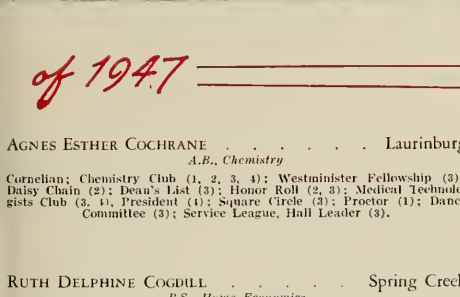 of 1947
AGNES ESTHER COCHRANE . . . . . . Laurinburg
A.B., Chemistry
Cornelian; Chemistry Club (1, 2, 3, 4); Westminister Fellowship (3)
Daisy Chain (2); Dean's List (3); Honor Roll (2, 3); Medical Technolo
gists Club (3, 4), President (4); Square Circle (3); Proctor (1); Danc
Committee (3); Service League, Hall Leader (3).
RUTH DELPHINE COGDILL . . . . . Spring Creek
B.S., Home Economics